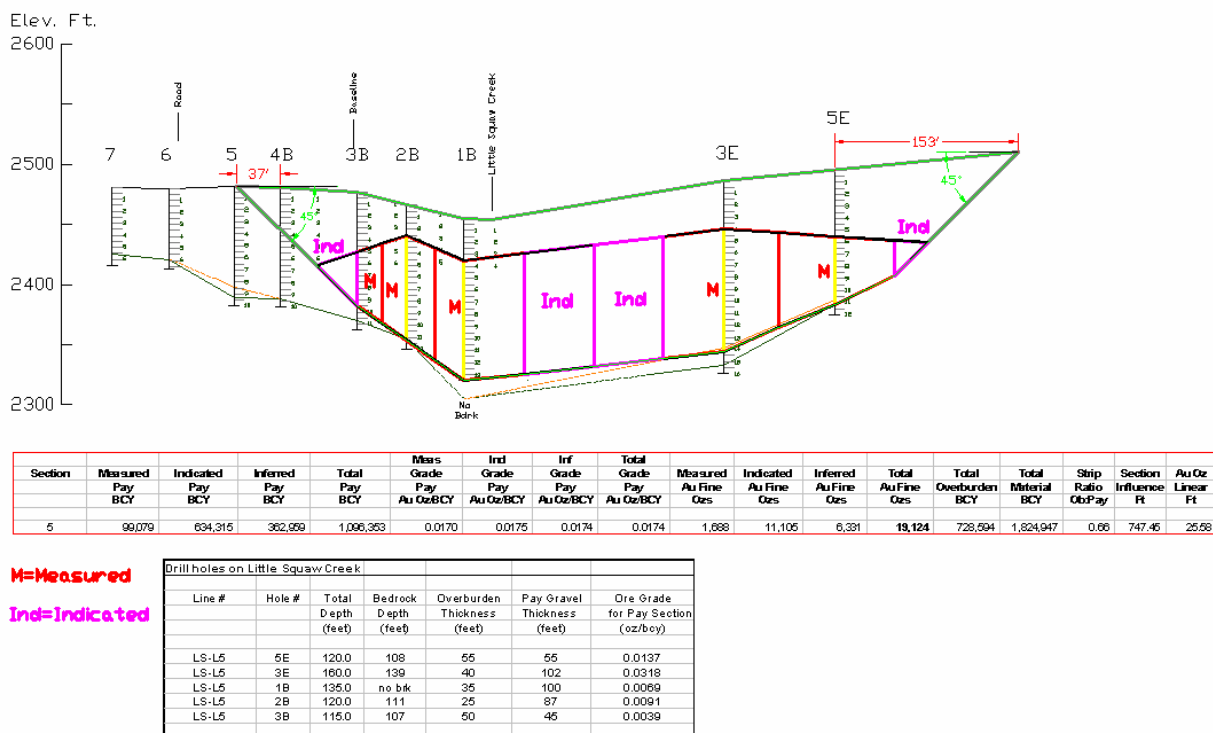 Elev. Ft.
2600
2500
2400
2300
Road
Baseline
Little Squaw Creek
7 6 5 4B 3B 2B 1B 3E 5E
37'
153'
45°
45°
Ind
M
M
M
Ind
Ind
M
M
Ind
No
Bdrk
Section Measured Pay BCY Indicated Pay BCY Inferred Pay BCY Total Pay BCY Meas Grade Pay Au Oz/BCY Ind Grade Pay Au Oz/BCY Inf Grade Pay Au Oz/BCY Total Grade Pay Au Oz/BCY Measured Au Fine Ozs Indicated Au Fine Ozs Inferred Au Fine Ozs Total Au Fine Ozs Total Overburden BCY Total Material BCY Strip Ratio Ob:Pay Section Influence Ft Au Oz Linear Ft
5 99,079 634,315 362,959 1,096,353 0.0170 0.0175 0.0174 0.0174 1,688 11,105 6,331 19,124 728,594 1,824,947 0.66 747.45 25.58
M=Measured
Ind=Indicated
Drill holes on Little Squaw Creek
Line # Hole # Total Bedrock Overburden Pay Gravel Ore Grade
Depth Depth Thickness Thickness for Pay Section
(feet) (feet) (feet) (feet) (oz/bcy)
LS-L5 5E 120.0 108 55 55 0.0137
LS-L5 3E 160.0 139 40 102 0.0318
LS-L5 1B 135.0 no brk 35 100 0.0069
LS-L5 2B 120.0 111 25 87 0.0091
LS-L5 3B 115.0 107 50 45 0.0039